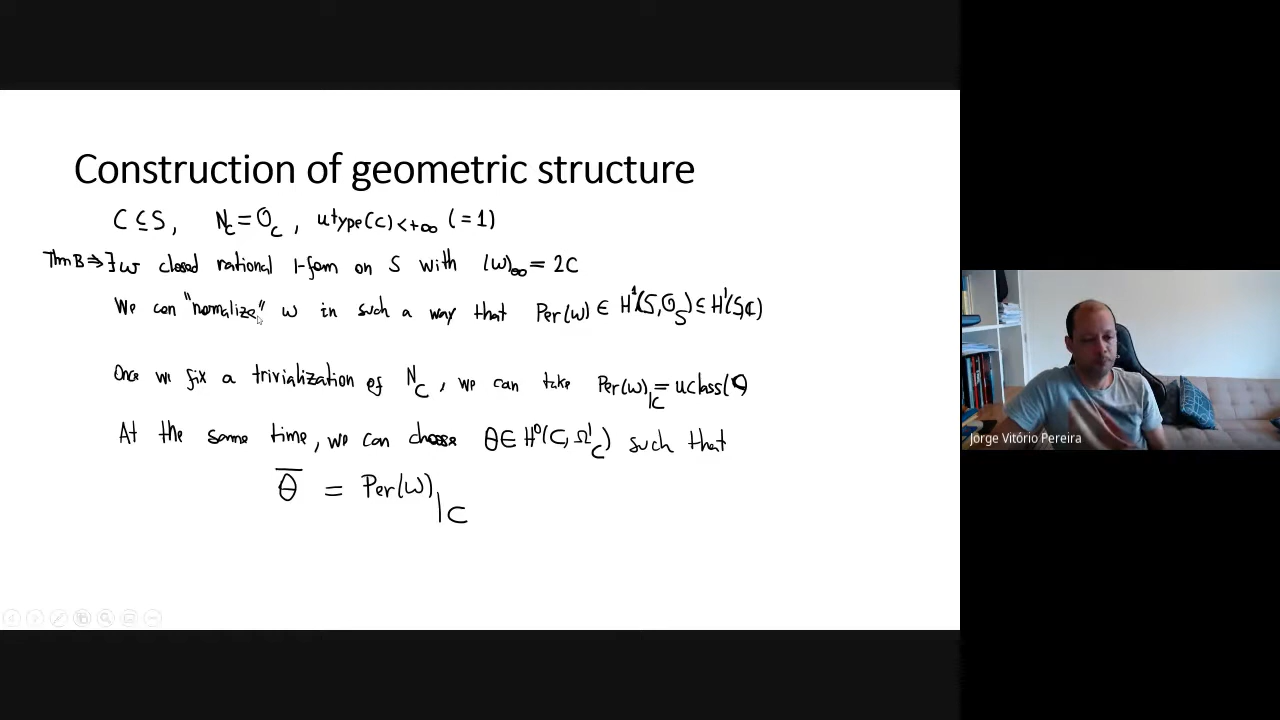 Construction of geometric structure
C ⊆ S, N_C = O_C, utype(C) < +∞ (= 1)
Thm B ⇒ ∃ ω closed rational 1-form on S with (ω)_∞ = 2C
We can "normalize" ω in such a way that Per(ω) ∈ H¹(S, O_S) ⊆ H¹(S, ℂ)
Once we fix a trivialization of N_C, we can take Per(ω)|_C = uclass(C)
At the same time, we can choose θ ∈ H⁰(C, Ω¹_C) such that
θ̅ = Per(ω)|_C
Jorge Vitório Pereira